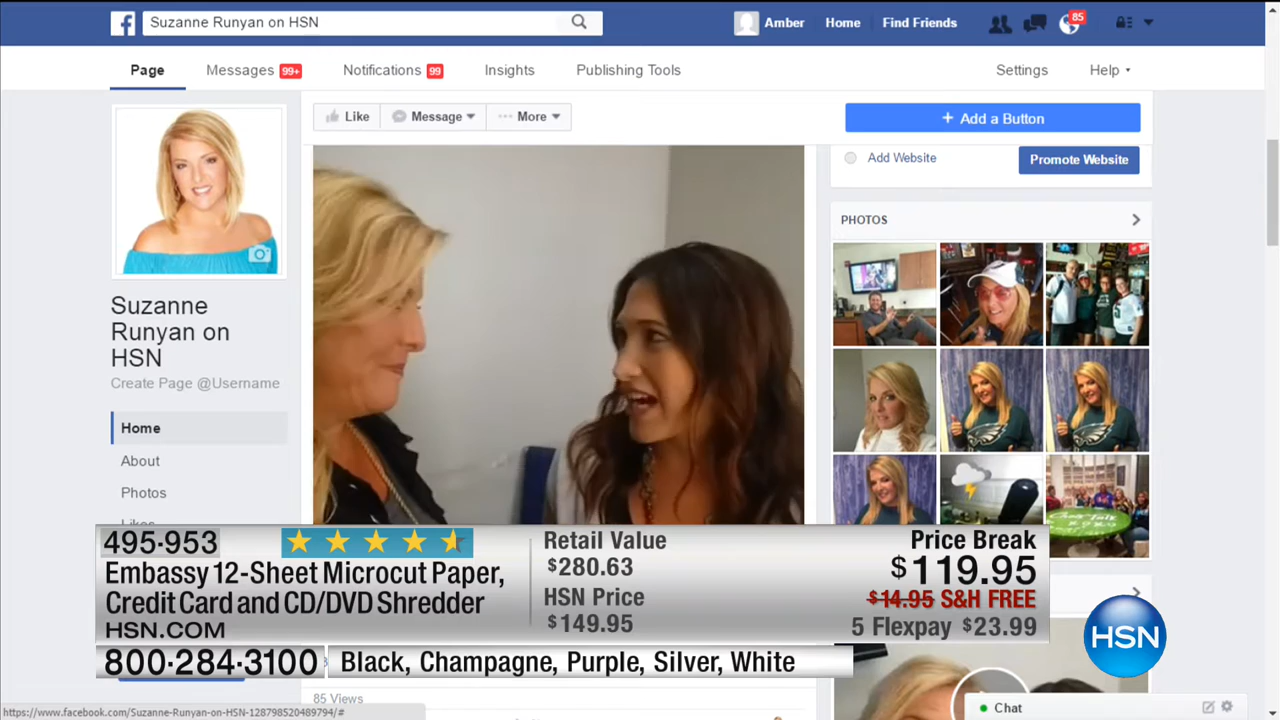 Suzanne Runyan on HSN
Amber
Home
Find Friends
85
Page
Messages 99+
Notifications 99
Insights
Publishing Tools
Settings
Help
Like
Message
More
+ Add a Button
Add Website
Promote Website
PHOTOS
Suzanne
Runyan on
HSN
Create Page @Username
Home
About
Photos
Likes
495-953
Embassy 12-Sheet Microcut Paper,
Credit Card and CD/DVD Shredder
HSN.COM
Retail Value
$280.63
HSN Price
$149.95
Price Break
$119.95
$14.95 S&H FREE
5 Flexpay $23.99
HSN
800·284·3100
Black, Champagne, Purple, Silver, White
85 Views
https://www.facebook.com/Suzanne-Runyan-on-HSN-128798520489794/#
Chat